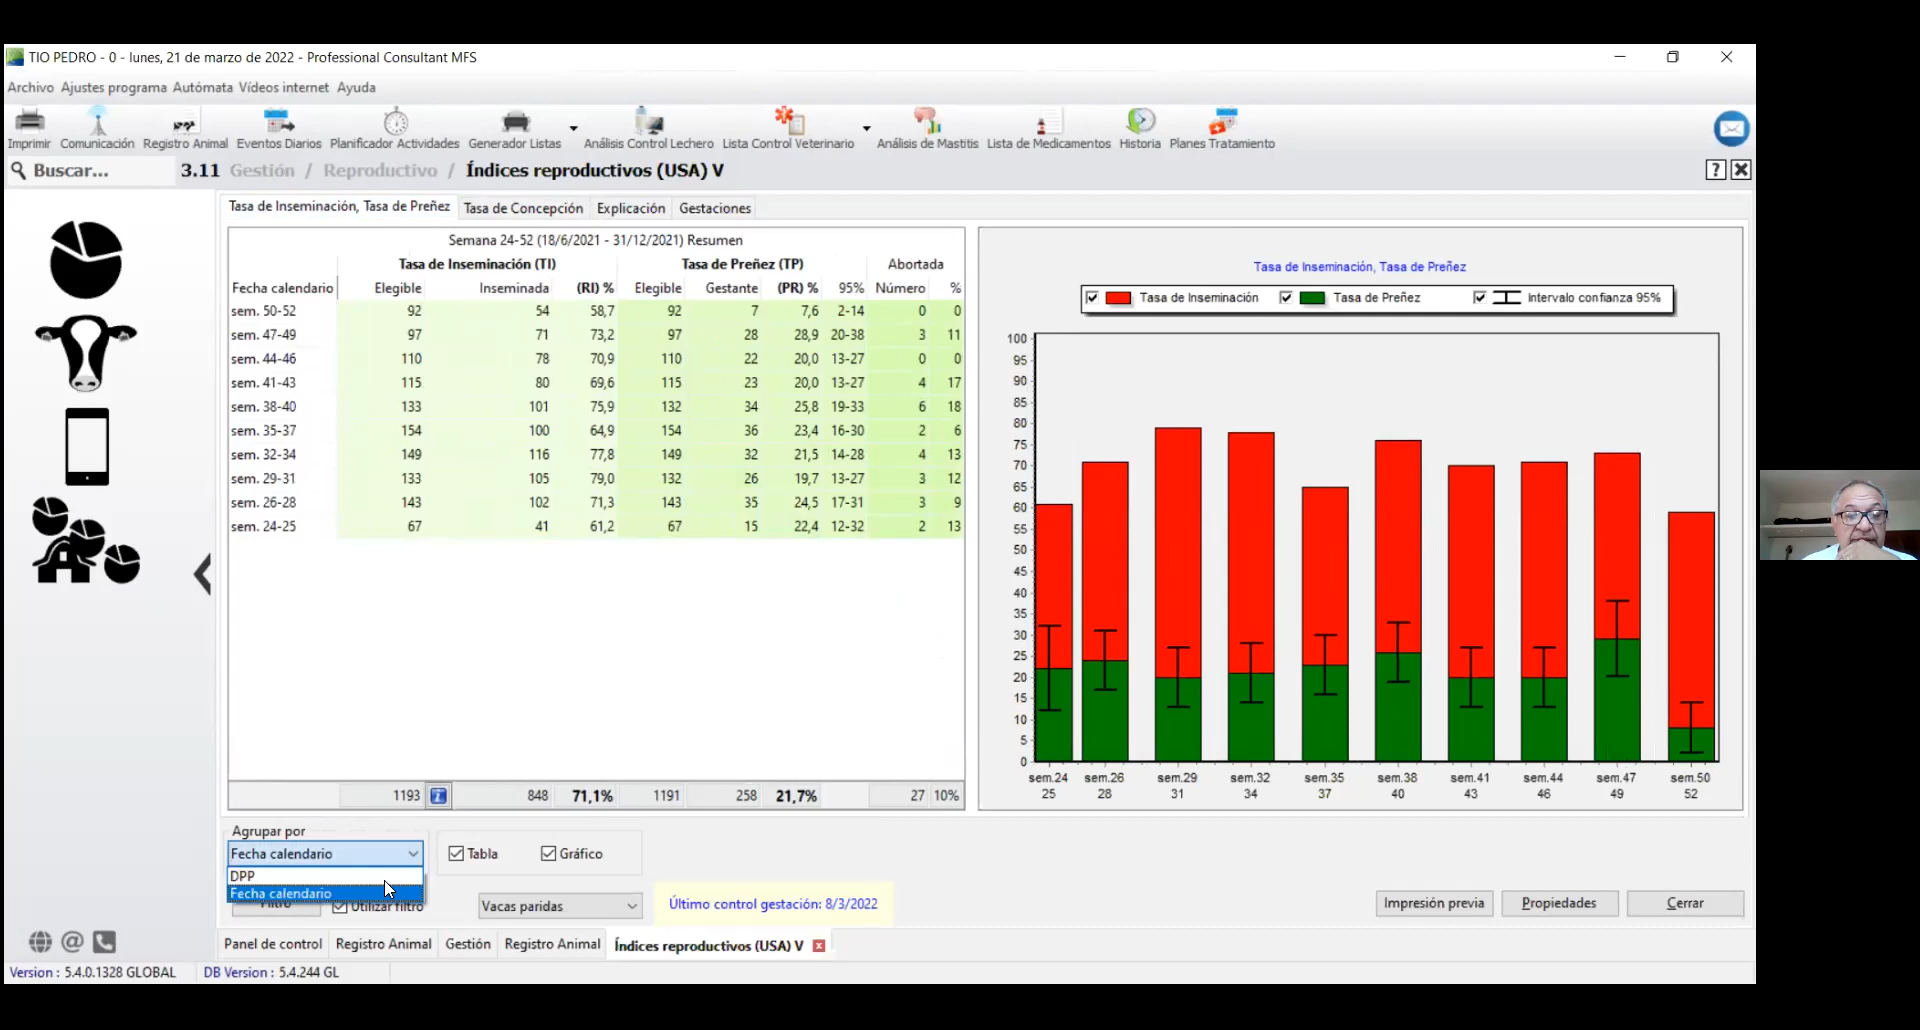 TIO PEDRO - 0 - lunes, 21 de marzo de 2022 - Professional Consultant MFS
Archivo Ajustes programa Autómata Vídeos internet Ayuda
Imprimir Comunicación Registro Animal Eventos Diarios Planificador Actividades Generador Listas Análisis Control Lechero Lista Control Veterinario Análisis de Mastitis Lista de Medicamentos Historia Planes Tratamiento
Buscar... 3.11 Gestión / Reproductivo / Índices reproductivos (USA) V
Tasa de Inseminación, Tasa de Preñez Tasa de Concepción Explicación Gestaciones
Semana 24-52 (18/6/2021 - 31/12/2021) Resumen
Tasa de Inseminación (TI) Tasa de Preñez (TP) Abortada
Fecha calendario Elegible Inseminada (RI) % Elegible Gestante (PR) % 95% Número %
sem. 50-52 92 54 58,7 92 7 7,6 2-14 0 0
sem. 47-49 97 71 73,2 97 28 28,9 20-38 3 11
sem. 44-46 110 78 70,9 110 22 20,0 13-27 0 0
sem. 41-43 115 80 69,6 115 23 20,0 13-27 4 17
sem. 38-40 133 101 75,9 132 34 25,8 19-33 6 18
sem. 35-37 154 100 64,9 154 36 23,4 16-30 2 6
sem. 32-34 149 116 77,8 149 32 21,5 14-28 4 13
sem. 29-31 133 105 79,0 132 26 19,7 13-27 3 12
sem. 26-28 143 102 71,3 143 35 24,5 17-31 3 9
sem. 24-25 67 41 61,2 67 15 22,4 12-32 2 13
1193 848 71,1% 1191 258 21,7% 27 10%
Tasa de Inseminación, Tasa de Preñez
Tasa de Inseminación Tasa de Preñez Intervalo confianza 95%
100
95
90
85
80
75
70
65
60
55
50
45
40
35
30
25
20
15
10
5
0
sem.24 sem.26 sem.29 sem.32 sem.35 sem.38 sem.41 sem.44 sem.47 sem.50
25 28 31 34 37 40 43 46 49 52
Agrupar por
Fecha calendario Tabla Gráfico
DPP
Fecha calendario
Filtro Utilizar filtro Vacas paridas Último control gestación: 8/3/2022 Impresión previa Propiedades Cerrar
Panel de control Registro Animal Gestión Registro Animal Índices reproductivos (USA) V
Version : 5.4.0.1328 GLOBAL DB Version : 5.4.244 GL